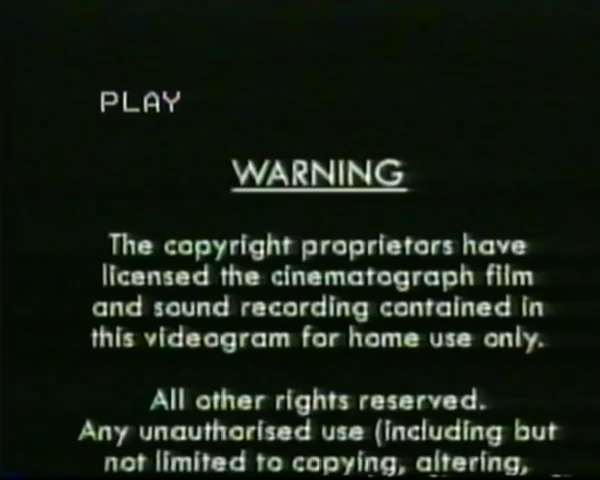 PLAY
WARNING
The copyright proprietors have
licensed the cinematograph film
and sound recording contained in
this videogram for home use only.
All other rights reserved.
Any unauthorised use (including but
not limited to copying, altering,